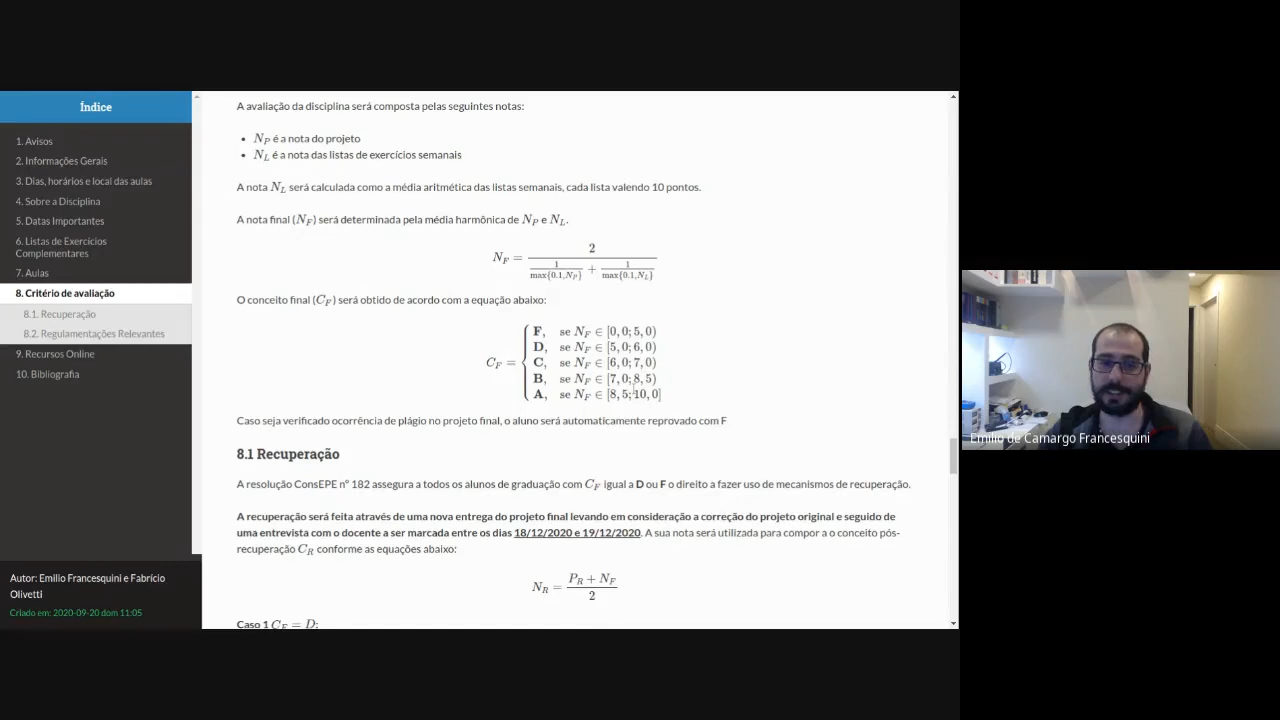 Índice
1. Avisos
2. Informações Gerais
3. Dias, horários e local das aulas
4. Sobre a Disciplina
5. Datas Importantes
6. Listas de Exercícios
Complementares
7. Aulas
8. Critério de avaliação
8.1. Recuperação
8.2. Regulamentações Relevantes
9. Recursos Online
10. Bibliografia
Autor: Emilio Francesquini e Fabrício
Olivetti
Criado em: 2020-09-20 dom 11:05
A avaliação da disciplina será composta pelas seguintes notas:
• N_P é a nota do projeto
• N_L é a nota das listas de exercícios semanais
A nota N_L será calculada como a média aritmética das listas semanais, cada lista valendo 10 pontos.
A nota final (N_F) será determinada pela média harmônica de N_P e N_L.
N_F = 2 / (1/max{0.1,N_P} + 1/max{0.1,N_L})
O conceito final (C_F) será obtido de acordo com a equação abaixo:
C_F = {
F, se N_F ∈ [0, 0; 5, 0)
D, se N_F ∈ [5, 0; 6, 0)
C, se N_F ∈ [6, 0; 7, 0)
B, se N_F ∈ [7, 0; 8, 5)
A, se N_F ∈ [8, 5; 10, 0]
Caso seja verificado ocorrência de plágio no projeto final, o aluno será automaticamente reprovado com F
8.1 Recuperação
A resolução ConsEPE nº 182 assegura a todos os alunos de graduação com C_F igual a D ou F o direito a fazer uso de mecanismos de recuperação.
A recuperação será feita através de uma nova entrega do projeto final levando em consideração a correção do projeto original e seguido de
uma entrevista com o docente a ser marcada entre os dias 18/12/2020 e 19/12/2020. A sua nota será utilizada para compor a o conceito pós-
recuperação C_R conforme as equações abaixo:
N_R = (P_R + N_F) / 2
Caso 1 C_F = D:
Emilio de Camargo Francesquini